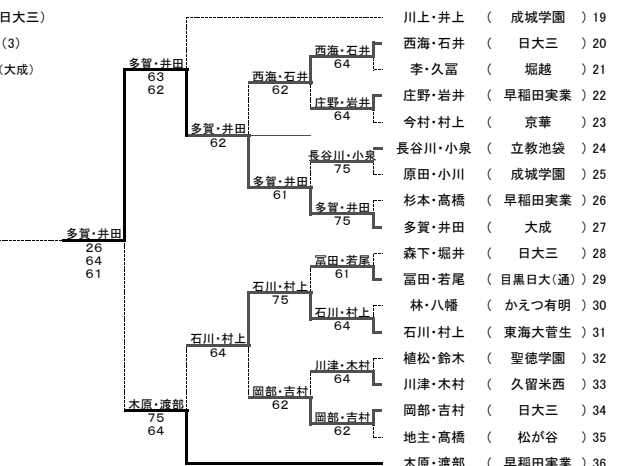 日大三）
川上・井上 （ 成城学園 ）19
（3）
西海・石井 （ 日大三 ）20
（大成）
李・久冨 （ 堀越 ）21
庄野・岩井 （ 早稲田実業 ）22
今村・村上 （ 京華 ）23
長谷川・小泉 （ 立教池袋 ）24
原田・小川 （ 成城学園 ）25
杉本・髙橋 （ 早稲田実業 ）26
多賀・井田 （ 大成 ）27
森下・堀井 （ 日大三 ）28
冨田・若尾 （ 目黒日大（通） ）29
林・八幡 （ かえつ有明 ）30
石川・村上 （ 東海大菅生 ）31
植松・鈴木 （ 聖徳学園 ）32
川津・木村 （ 久留米西 ）33
岡部・吉村 （ 日大三 ）34
地主・髙橋 （ 松が谷 ）35
木原・渡部 （ 早稲田実業 ）36
西海・石井
64
庄野・岩井
64
長谷川・小泉
75
多賀・井田
75
冨田・若尾
61
石川・村上
64
川津・木村
64
岡部・吉村
62
西海・石井
62
多賀・井田
61
石川・村上
75
岡部・吉村
62
多賀・井田
62
石川・村上
64
多賀・井田
63
62
木原・渡部
75
64
多賀・井田
26
64
61